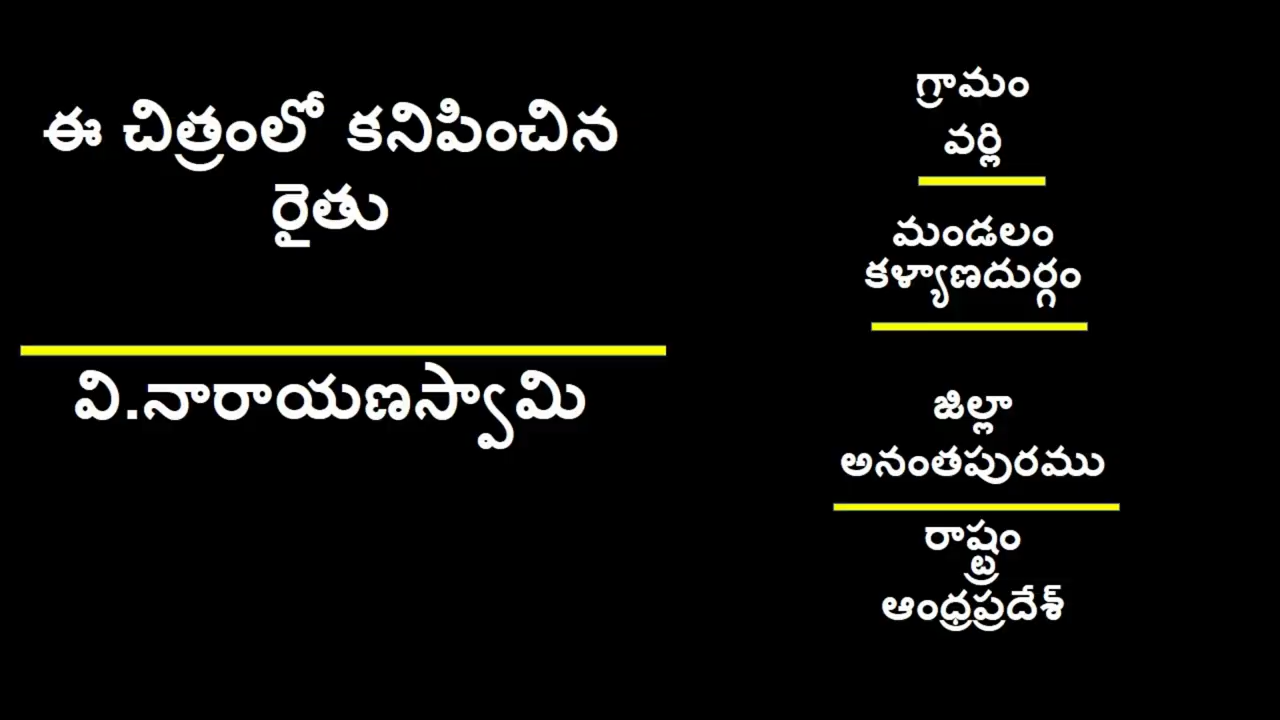 ఈ చిత్రంలో కనిపించిన
రైతు
వి.నారాయణస్వామి
గ్రామం
వర్లి
మండలం
కళ్యాణదుర్గం
జిల్లా
అనంతపురము
రాష్ట్రం
ఆంధ్రప్రదేశ్